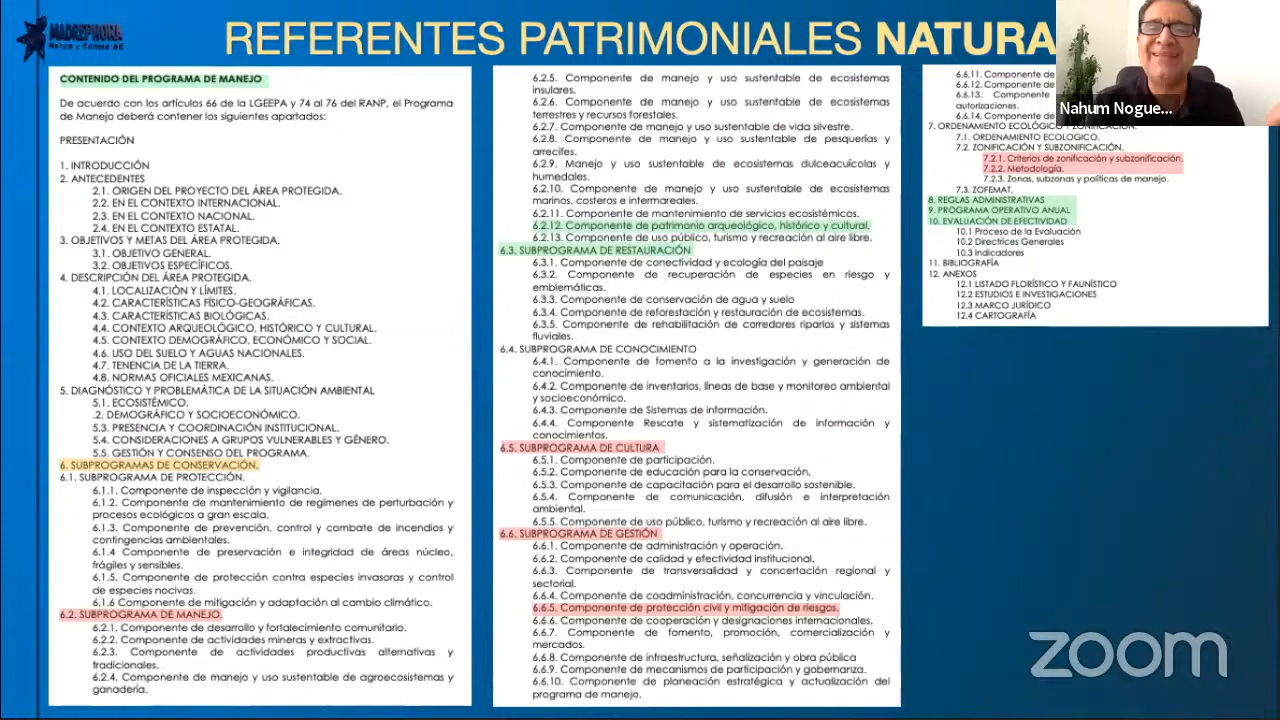 MADREPHORA
Natura y Cultura AC
REFERENTES PATRIMONIALES NATURA
Nahum Nogue...
CONTENIDO DEL PROGRAMA DE MANEJO
De acuerdo con los artículos 66 de la LGEEPA y 74 al 76 del RANP, el Programa
de Manejo deberá contener los siguientes apartados:
PRESENTACIÓN
1. INTRODUCCIÓN
2. ANTECEDENTES
2.1. ORIGEN DEL PROYECTO DEL ÁREA PROTEGIDA.
2.2. EN EL CONTEXTO INTERNACIONAL.
2.3. EN EL CONTEXTO NACIONAL.
2.4. EN EL CONTEXTO ESTATAL.
3. OBJETIVOS Y METAS DEL ÁREA PROTEGIDA.
3.1. OBJETIVO GENERAL.
3.2. OBJETIVOS ESPECÍFICOS.
4. DESCRIPCIÓN DEL ÁREA PROTEGIDA.
4.1. LOCALIZACIÓN Y LÍMITES.
4.2. CARACTERÍSTICAS FÍSICO-GEOGRÁFICAS.
4.3. CARACTERÍSTICAS BIOLÓGICAS.
4.4. CONTEXTO ARQUEOLÓGICO, HISTÓRICO Y CULTURAL.
4.5. CONTEXTO DEMOGRÁFICO, ECONÓMICO Y SOCIAL.
4.6. USO DEL SUELO Y AGUAS NACIONALES.
4.7. TENENCIA DE LA TIERRA.
4.8. NORMAS OFICIALES MEXICANAS.
5. DIAGNÓSTICO Y PROBLEMÁTICA DE LA SITUACIÓN AMBIENTAL
5.1. ECOSISTÉMICO.
.2. DEMOGRÁFICO Y SOCIOECONÓMICO.
5.3. PRESENCIA Y COORDINACIÓN INSTITUCIONAL.
5.4. CONSIDERACIONES A GRUPOS VULNERABLES Y GÉNERO.
5.5. GESTIÓN Y CONSENSO DEL PROGRAMA.
6. SUBPROGRAMAS DE CONSERVACIÓN.
6.1. SUBPROGRAMA DE PROTECCIÓN.
6.1.1. Componente de inspección y vigilancia.
6.1.2. Componente de mantenimiento de regímenes de perturbación y
procesos ecológicos a gran escala.
6.1.3. Componente de prevención, control y combate de incendios y
contingencias ambientales.
6.1.4 Componente de preservación e integridad de áreas núcleo,
frágiles y sensibles.
6.1.5. Componente de protección contra especies invasoras y control
de especies nocivas.
6.1.6 Componente de mitigación y adaptación al cambio climático.
6.2. SUBPROGRAMA DE MANEJO.
6.2.1. Componente de desarrollo y fortalecimiento comunitario.
6.2.2. Componente de actividades mineras y extractivas.
6.2.3. Componente de actividades productivas alternativas y
tradicionales.
6.2.4. Componente de manejo y uso sustentable de agroecosistemas y
ganadería.
6.2.5. Componente de manejo y uso sustentable de ecosistemas
insulares.
6.2.6. Componente de manejo y uso sustentable de ecosistemas
terrestres y recursos forestales.
6.2.7. Componente de manejo y uso sustentable de vida silvestre.
6.2.8. Componente de manejo y uso sustentable de pesquerías y
arrecifes.
6.2.9. Manejo y uso sustentable de ecosistemas dulceacuícolas y
humedales.
6.2.10. Componente de manejo y uso sustentable de ecosistemas
marinos, costeros e intermareales.
6.2.11. Componente de mantenimiento de servicios ecosistémicos.
6.2.12. Componente de patrimonio arqueológico, histórico y cultural.
6.2.13. Componente de uso público, turismo y recreación al aire libre.
6.3. SUBPROGRAMA DE RESTAURACIÓN
6.3.1. Componente de conectividad y ecología del paisaje
6.3.2. Componente de recuperación de especies en riesgo y
emblemáticas.
6.3.3. Componente de conservación de agua y suelo
6.3.4. Componente de reforestación y restauración de ecosistemas.
6.3.5. Componente de rehabilitación de corredores riparios y sistemas
fluviales.
6.4. SUBPROGRAMA DE CONOCIMIENTO
6.4.1. Componente de fomento a la investigación y generación de
conocimiento.
6.4.2. Componente de inventarios, líneas de base y monitoreo ambiental
y socioeconómico.
6.4.3. Componente de Sistemas de información.
6.4.4. Componente Rescate y sistematización de información y
conocimientos.
6.5. SUBPROGRAMA DE CULTURA
6.5.1. Componente de participación.
6.5.2. Componente de educación para la conservación.
6.5.3. Componente de capacitación para el desarrollo sostenible.
6.5.4. Componente de comunicación, difusión e interpretación
ambiental.
6.5.5. Componente de uso público, turismo y recreación al aire libre.
6.6. SUBPROGRAMA DE GESTIÓN
6.6.1. Componente de administración y operación.
6.6.2. Componente de calidad y efectividad institucional.
6.6.3. Componente de transversalidad y concertación regional y
sectorial.
6.6.4. Componente de coadministración, concurrencia y vinculación.
6.6.5. Componente de protección civil y mitigación de riesgos.
6.6.6. Componente de cooperación y designaciones internacionales.
6.6.7. Componente de fomento, promoción, comercialización y
mercados.
6.6.8. Componente de infraestructura, señalización y obra pública
6.6.9. Componente de mecanismos de participación y gobernanza.
6.6.10. Componente de planeación estratégica y actualización del
programa de manejo.
6.6.11. Componente de
6.6.12. Componente de
6.6.13. Componente
autorizaciones.
6.6.14. Componente de
7. ORDENAMIENTO ECOLÓGICO Y ZONIFICACIÓN.
7.1. ORDENAMIENTO ECOLOGICO.
7.2. ZONIFICACIÓN Y SUBZONIFICACIÓN.
7.2.1. Criterios de zonificación y subzonificación.
7.2.2. Metodología.
7.2.3. Zonas, subzonas y políticas de manejo.
7.3. ZOFEMAT.
8. REGLAS ADMINISTRATIVAS
9. PROGRAMA OPERATIVO ANUAL
10. EVALUACIÓN DE EFECTIVIDAD
10.1 Proceso de la Evaluación
10.2 Directrices Generales
10.3 Indicadores
11. BIBLIOGRAFÍA
12. ANEXOS
12.1 LISTADO FLORÍSTICO Y FAUNÍSTICO
12.2 ESTUDIOS E INVESTIGACIONES
12.3 MARCO JURÍDICO
12.4 CARTOGRAFÍA
zoom